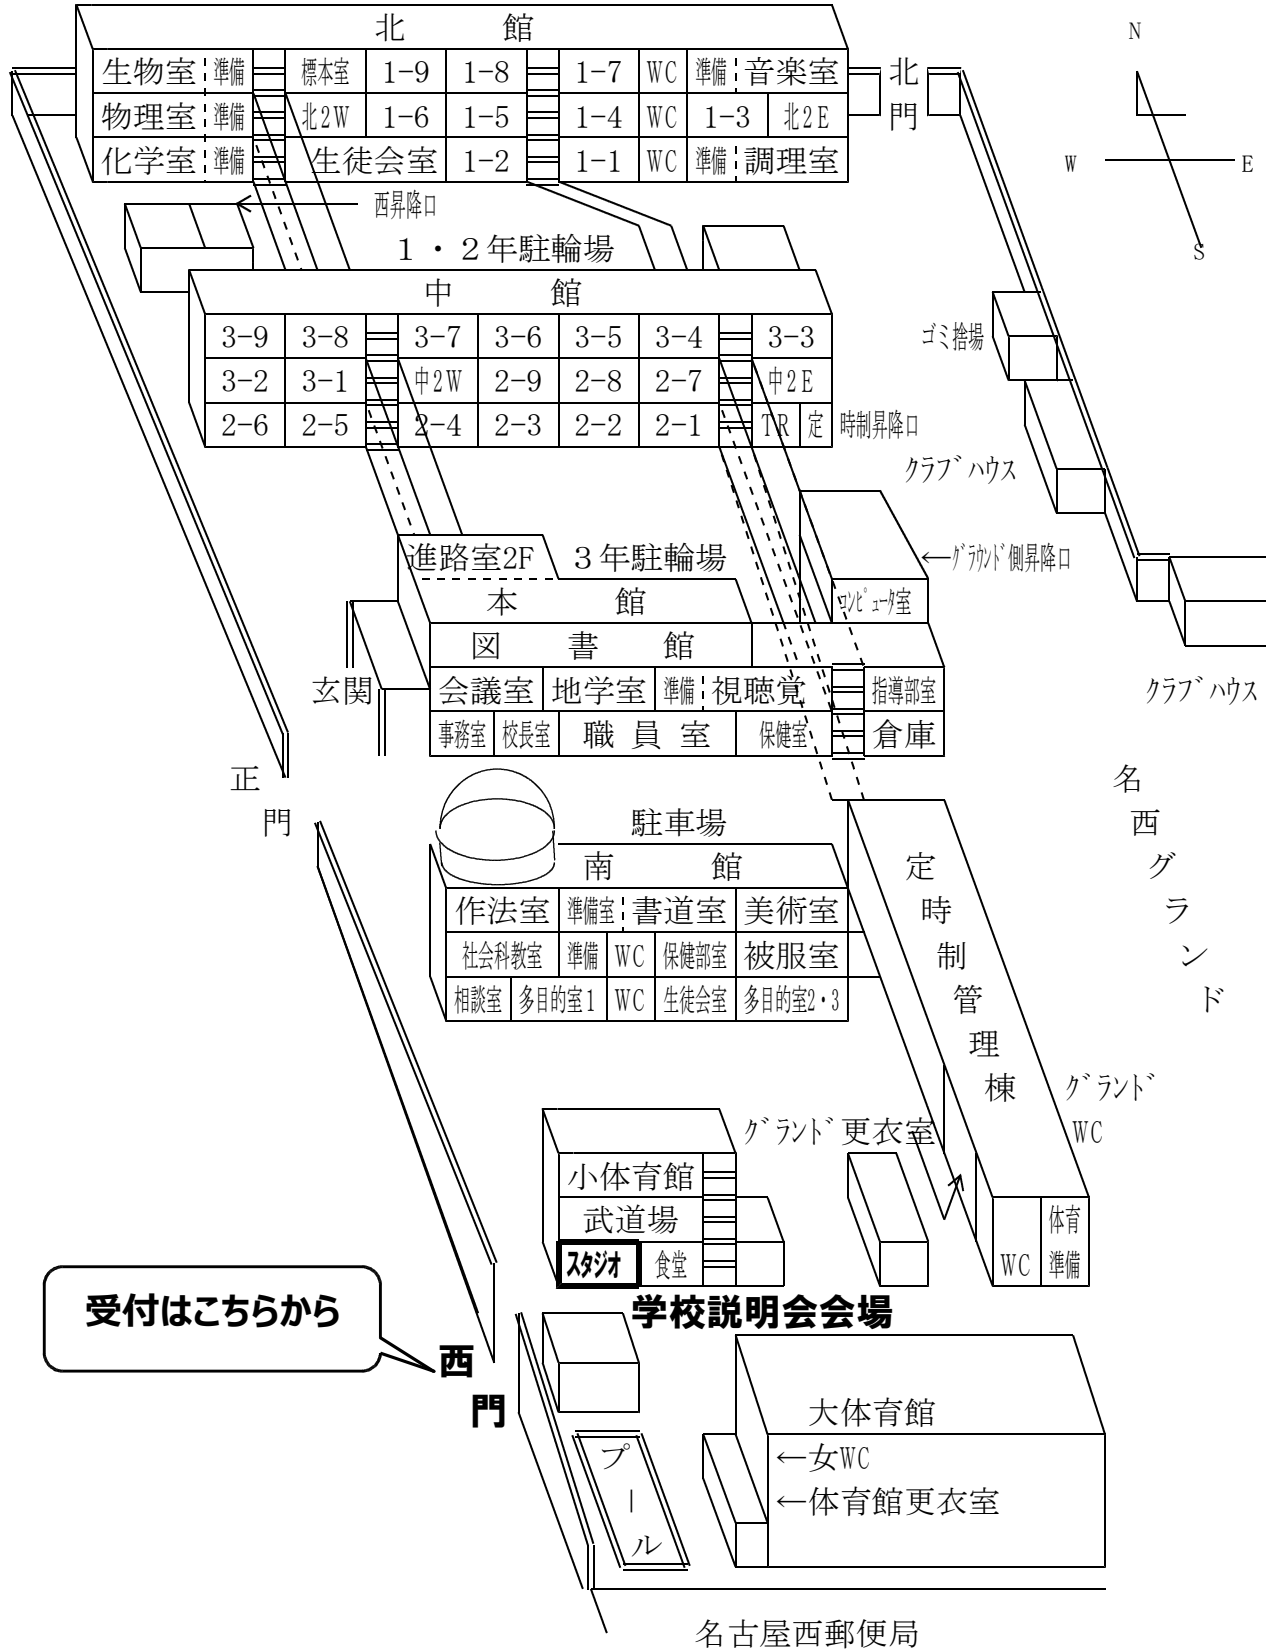 北館
N
生物室 準備 標本室 1-9 1-8 1-7 WC 準備 音楽室
物理室 準備 北2W 1-6 1-5 1-4 WC 1-3 北2E
化学室 準備 生徒会室 1-2 1-1 WC 準備 調理室
北門
W E
S
西昇降口
1・2年駐輪場
中館
3-9 3-8 3-7 3-6 3-5 3-4 3-3
3-2 3-1 中2W 2-9 2-8 2-7 中2E
2-6 2-5 2-4 2-3 2-2 2-1 TR 定 時制昇降口
ゴミ捨場
クラブハウス
進路室2F 3年駐輪場
←グラウンド側昇降口
本館
コンピュータ室
図書館
会議室 地学室 準備 視聴覚 指導部室
事務室 校長室 職員室 保健室 倉庫
玄関
クラブハウス
正門
名西グランド
駐車場
南館
作法室 準備室 書道室 美術室
社会科教室 準備 WC 保健部室 被服室
相談室 多目的室1 WC 生徒会室 多目的室2・3
定時制管理棟
グランド
WC
グランド更衣室
小体育館
武道場
スタジオ 食堂
体育
WC 準備
学校説明会会場
受付はこちらから
西門
大体育館
プール
←女WC
←体育館更衣室
名古屋西郵便局